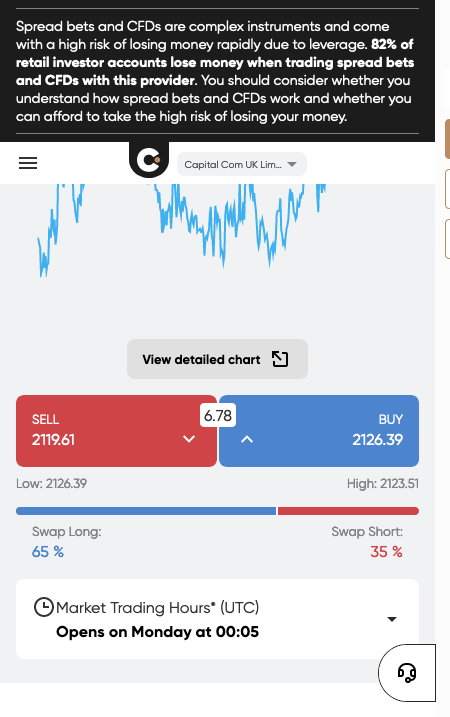 Spread bets and CFDs are complex instruments and come
with a high risk of losing money rapidly due to leverage. 82% of
retail investor accounts lose money when trading spread bets
and CFDs with this provider. You should consider whether you
understand how spread bets and CFDs work and whether you
can afford to take the high risk of losing your money.
Capital Com UK Lim...
View detailed chart
SELL
2119.61
6.78
BUY
2126.39
Low: 2126.39
High: 2123.51
Swap Long:
65 %
Swap Short:
35 %
Market Trading Hours* (UTC)
Opens on Monday at 00:05